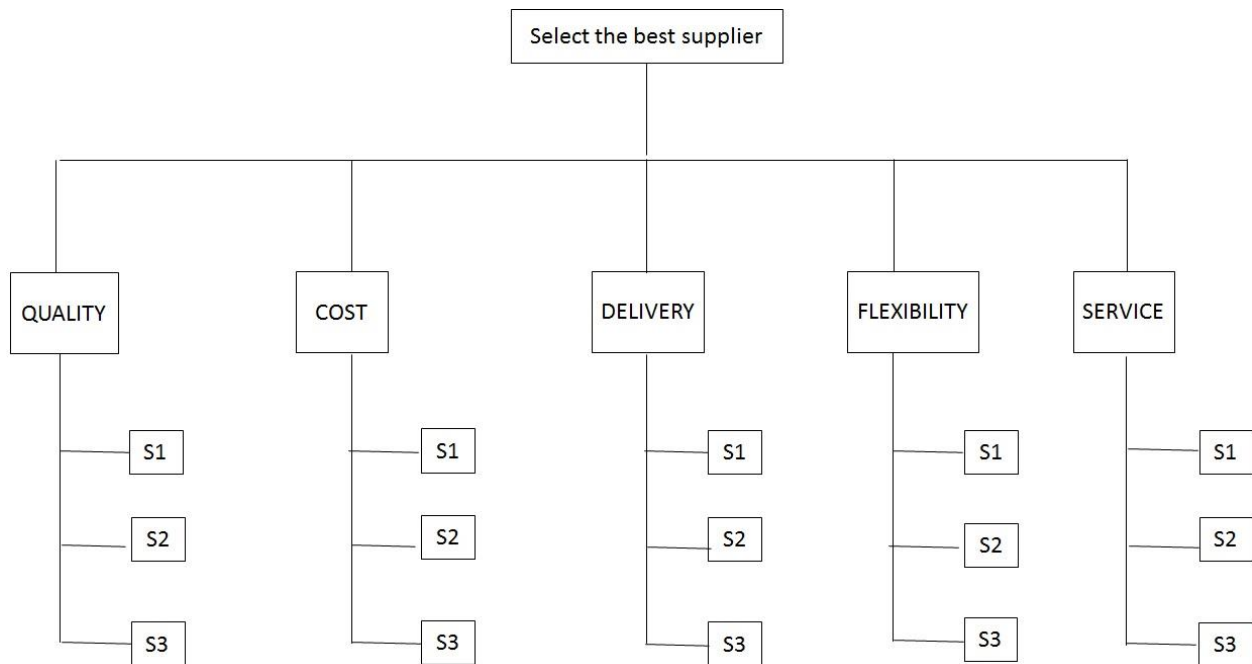 Select the best supplier
QUALITY
COST
DELIVERY
FLEXIBILITY
SERVICE
S1
S1
S1
S1
S1
S2
S2
S2
S2
S2
S3
S3
S3
S3
S3